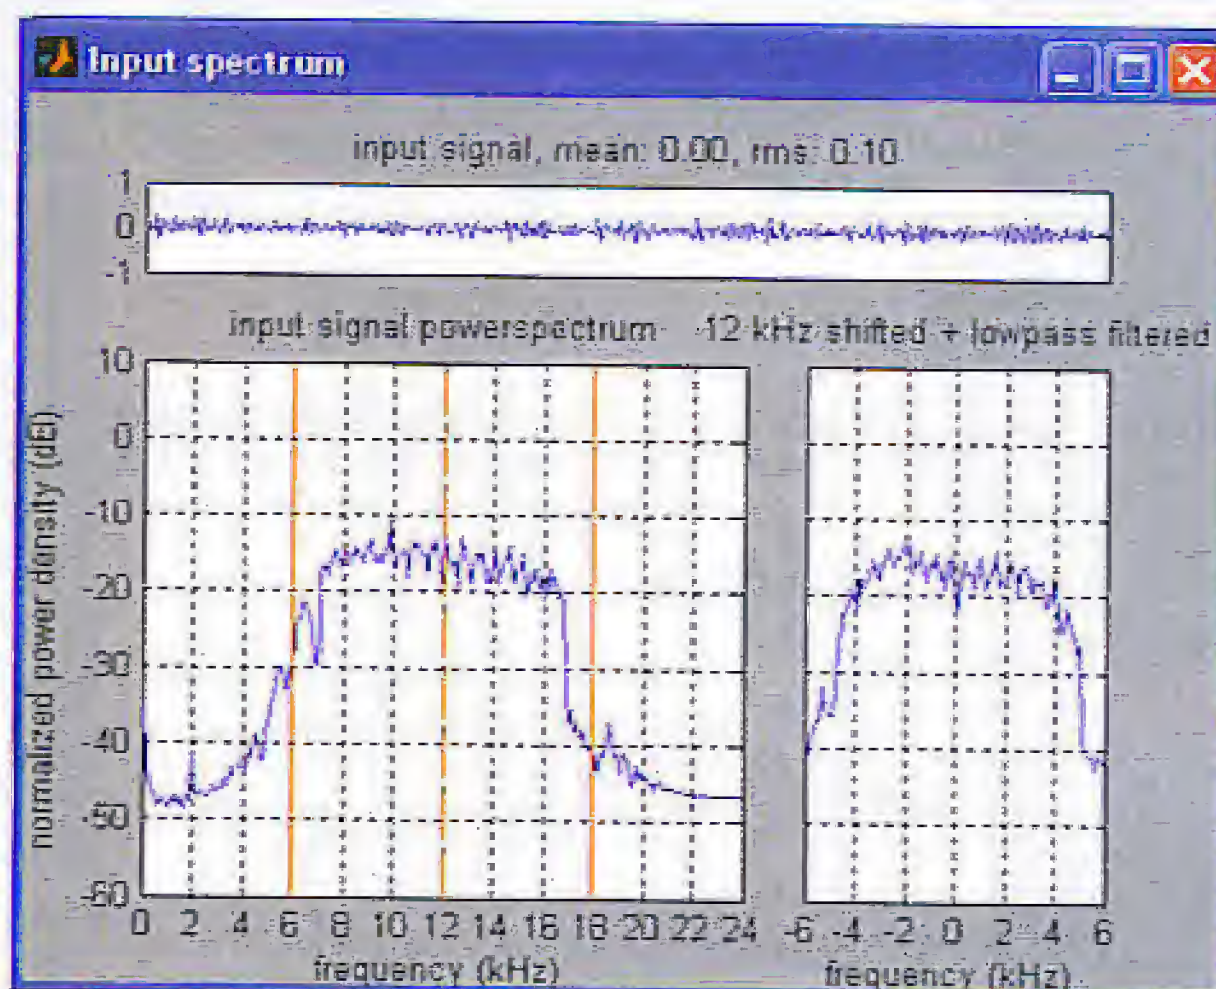 Input spectrum
input signal, mean: 0.00, rms: 0.10
1
0
-1
input signal powerspectrum
-12 kHz shifted + lowpass filtered
normalized power density (dB)
10
0
-10
-20
-30
-40
-50
-60
0 2 4 6 8 10 12 14 16 18 20 22 24
frequency (kHz)
-6 -4 -2 0 2 4 6
frequency (kHz)